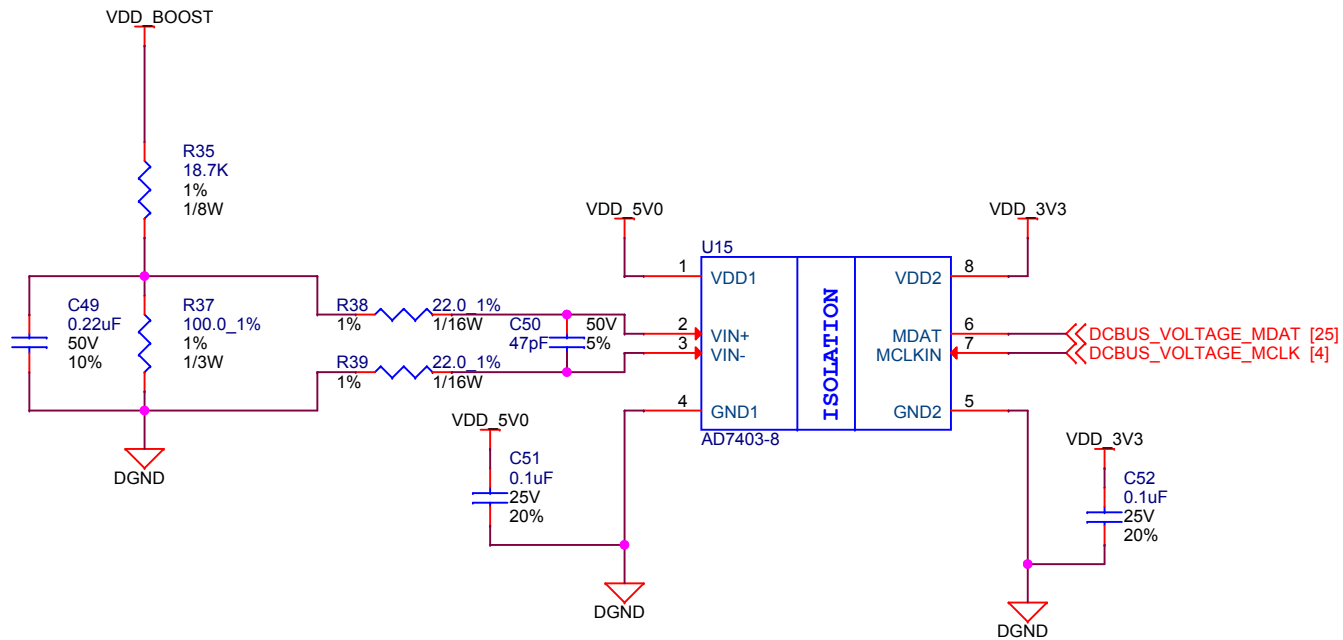 VDD_BOOST
R35
18.7K
1%
1/8W
VDD_5V0
VDD_3V3
U15
1
VDD1
VDD2
8
C49
0.22uF
50V
10%
R37
100.0_1%
1%
1/3W
R38
1%
22.0_1%
1/16W
C50
47pF
50V
5%
2
VIN+
3
VIN-
ISOLATION
MDAT
6
DCBUS_VOLTAGE_MDAT [25]
MCLKIN
7
DCBUS_VOLTAGE_MCLK [4]
R39
1%
22.0_1%
1/16W
4
GND1
GND2
5
AD7403-8
DGND
VDD_5V0
C51
0.1uF
25V
20%
VDD_3V3
C52
0.1uF
25V
20%
DGND
DGND